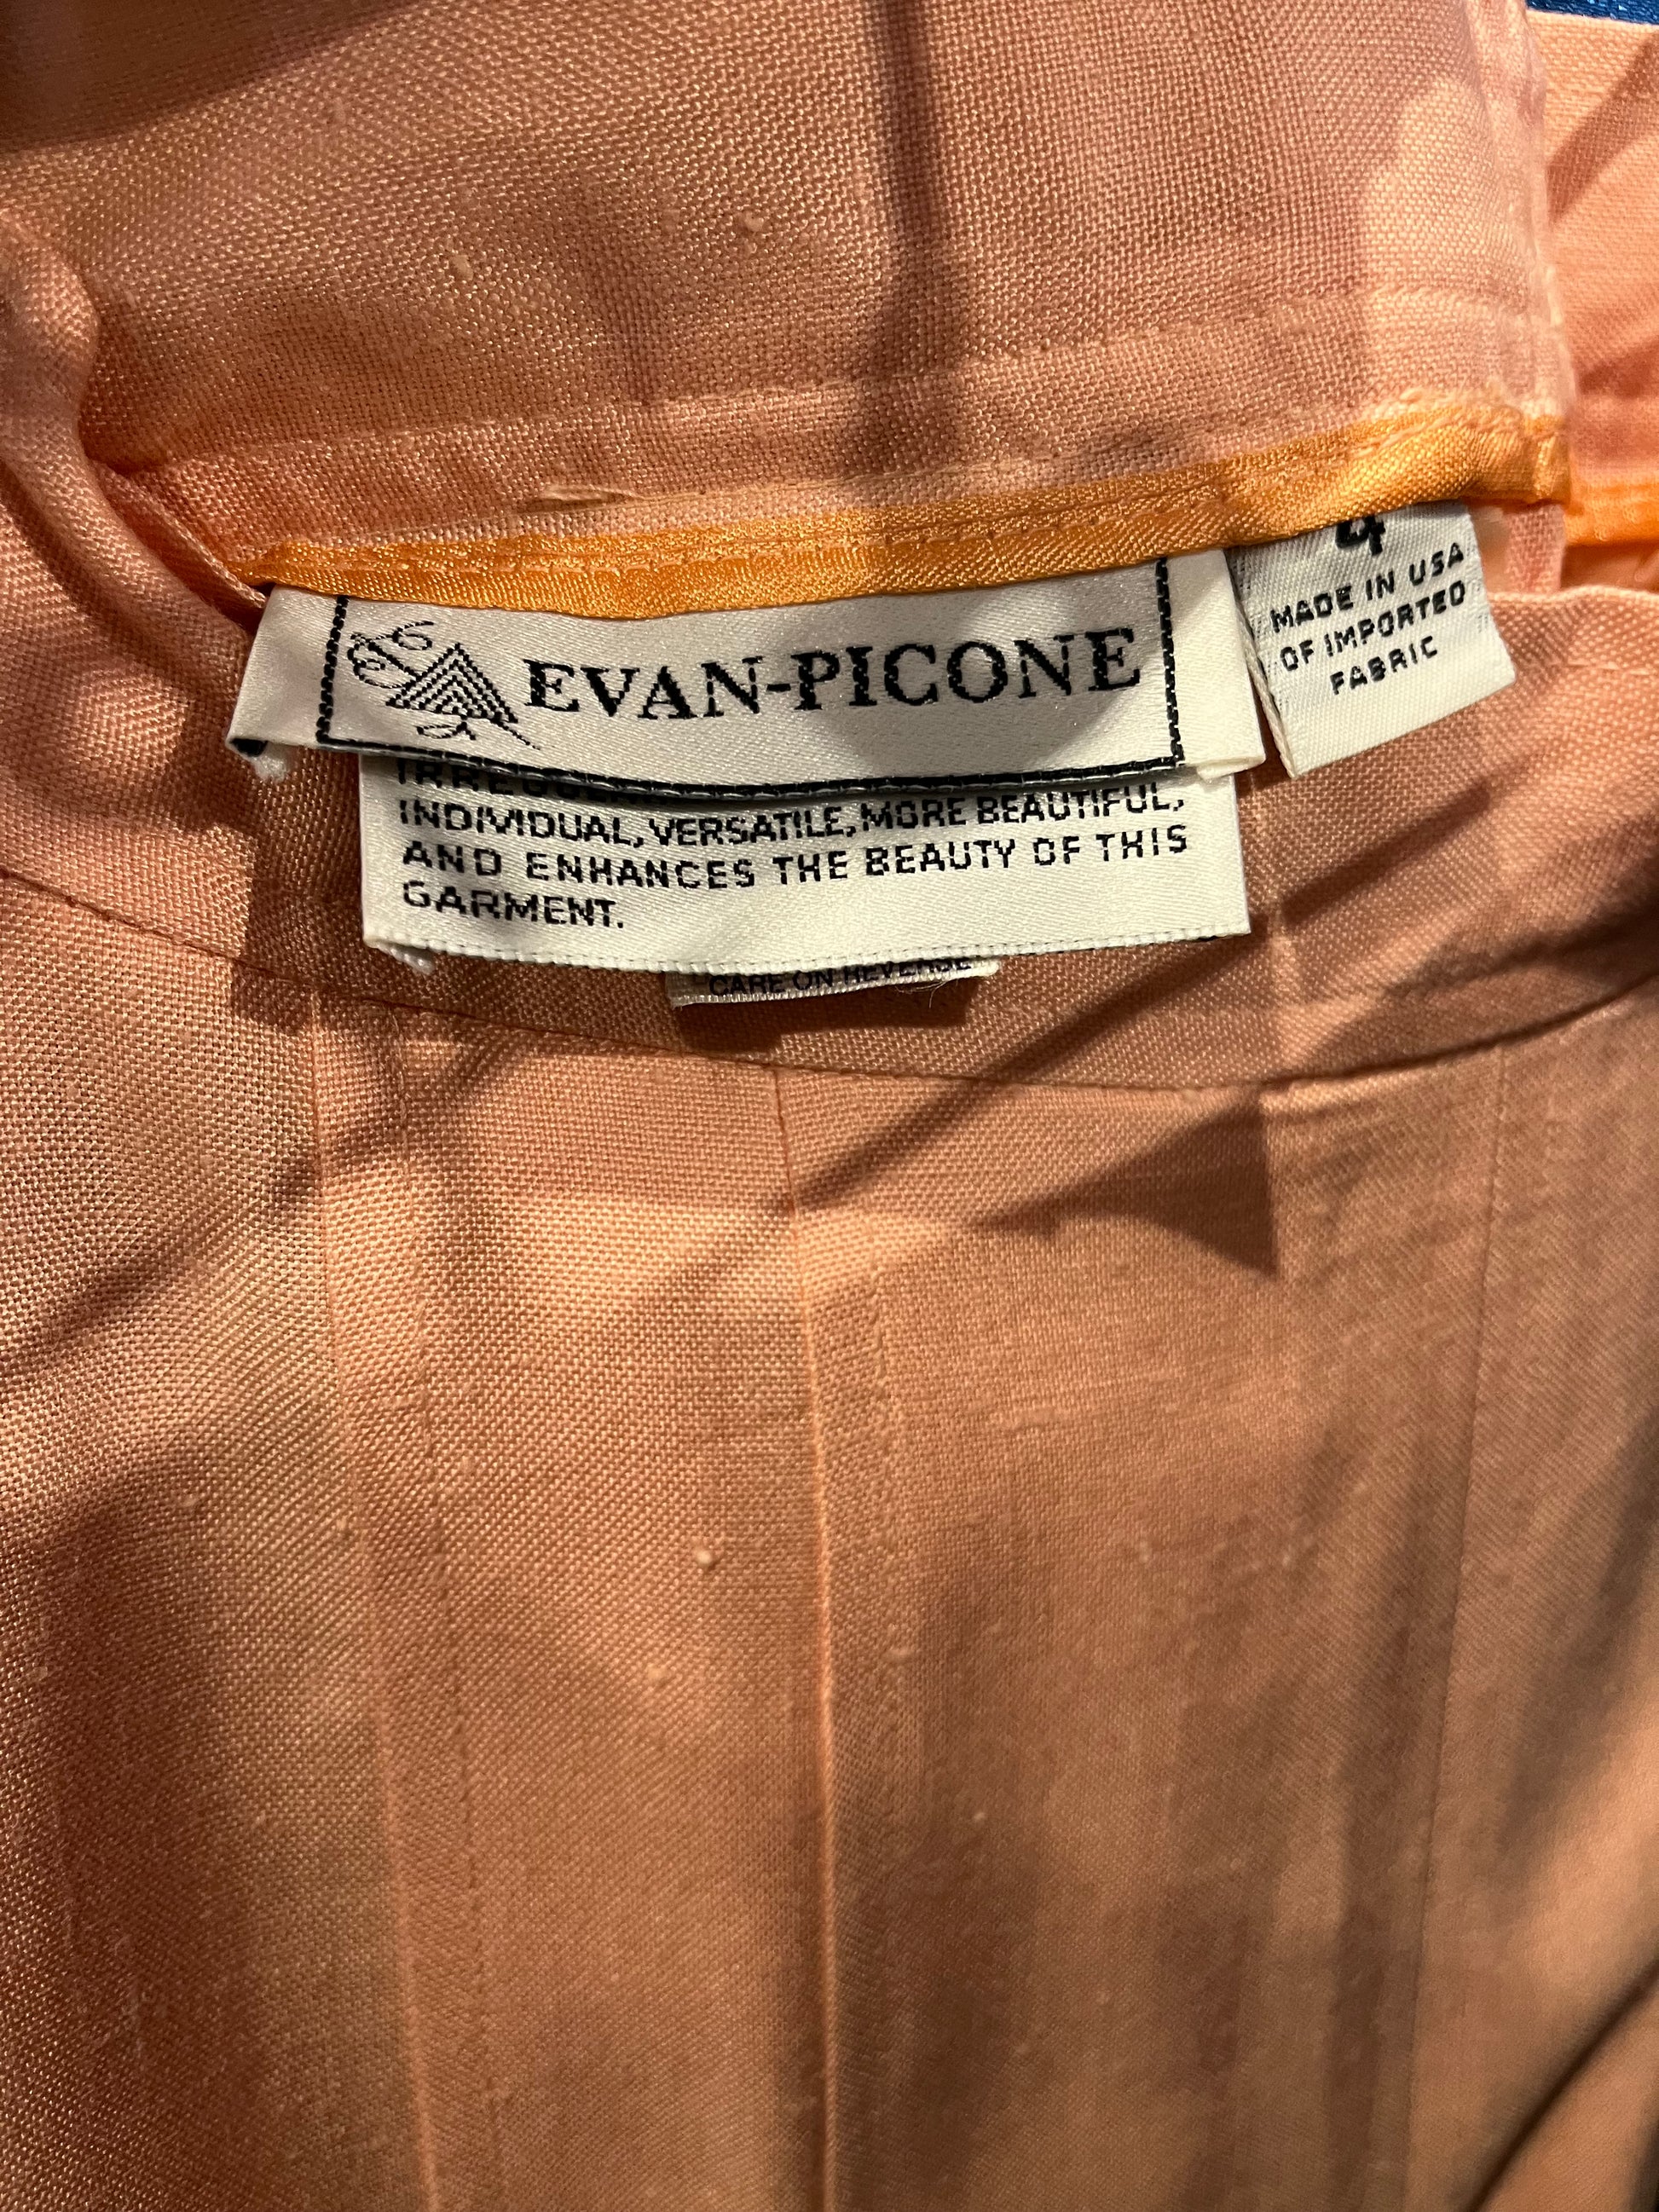 EVAN-PICONE
4
MADE IN USA
OF IMPORTED
FABRIC
INDIVIDUAL, VERSATILE, MORE BEAUTIFUL,
AND ENHANCES THE BEAUTY OF THIS
GARMENT.
CARE ON REVERSE